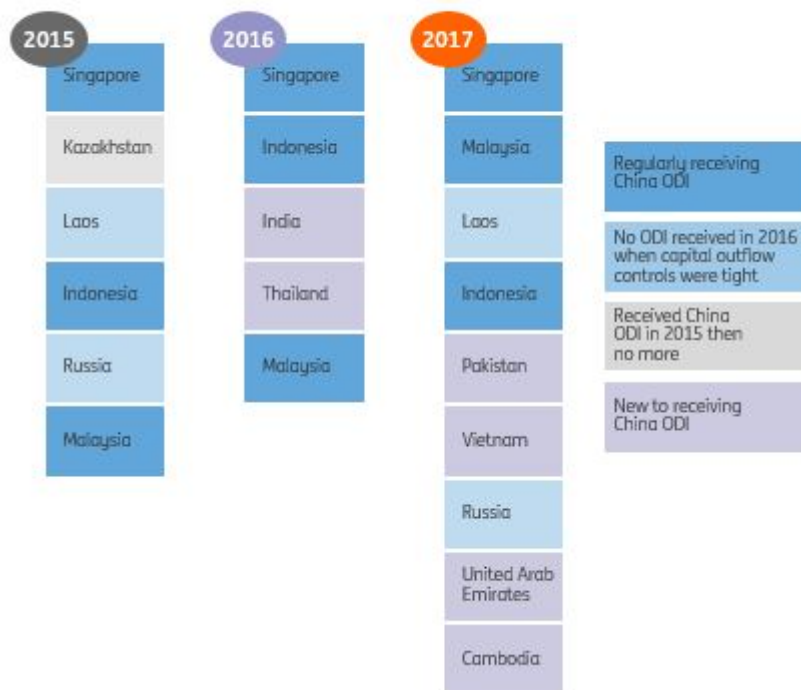 2015
Singapore
Kazakhstan
Laos
Indonesia
Russia
Malaysia
2016
Singapore
Indonesia
India
Thailand
Malaysia
2017
Singapore
Malaysia
Laos
Indonesia
Pakistan
Vietnam
Russia
United Arab
Emirates
Cambodia
Regularly receiving
China ODI
No ODI received in 2016
when capital outflow
controls were tight
Received China
ODI in 2015 then
no more
New to receiving
China ODI